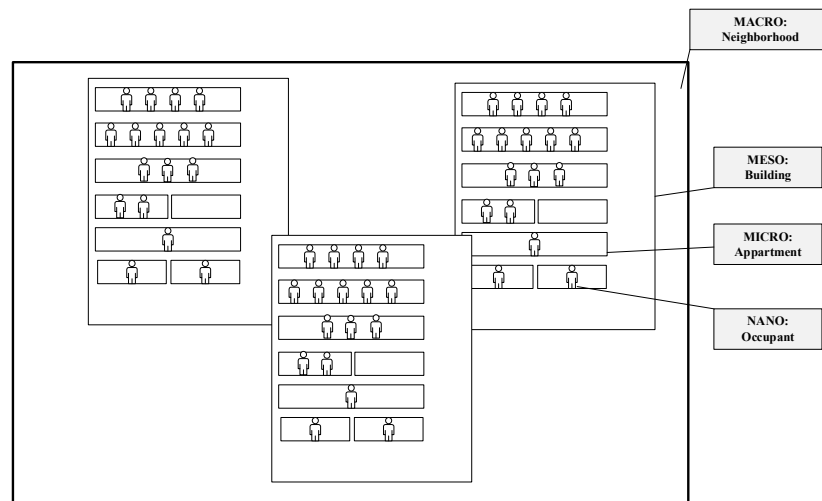 MACRO:
Neighborhood
MESO:
Building
MICRO:
Appartment
NANO:
Occupant